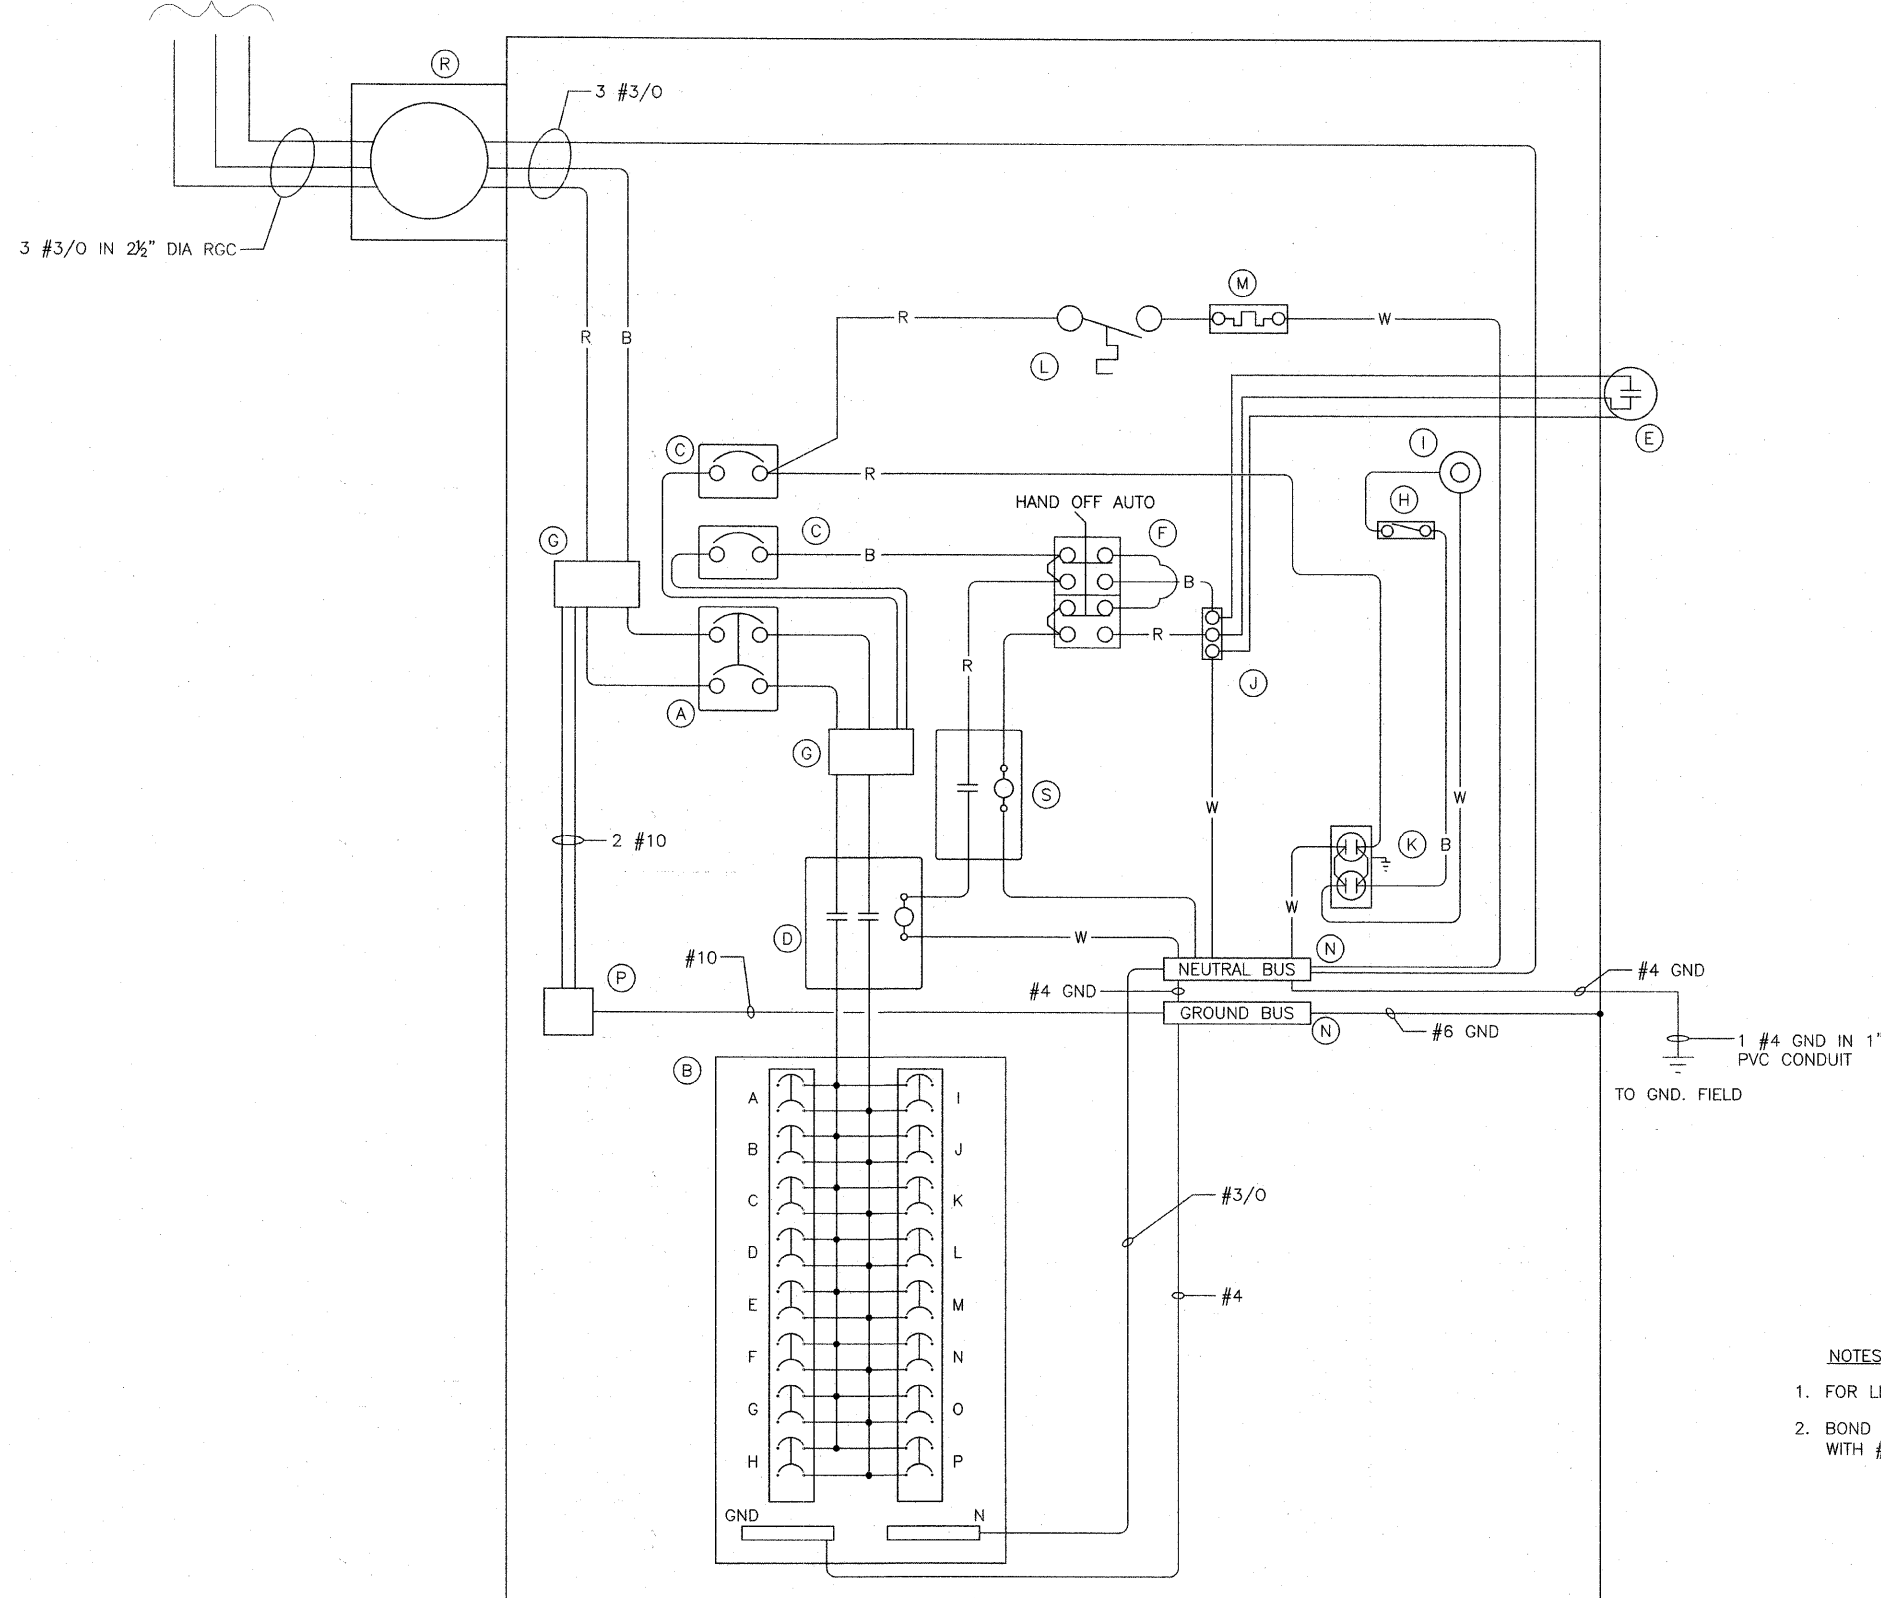 R
3 #3/0
3 #3/0 IN 2½" DIA RGC
M
R
W
R
B
L
E
C
I
R
H
HAND OFF AUTO
C
F
G
B
B
R
R
J
A
G
S
W
W
2 #10
K
B
W
D
W
N
#10
P
NEUTRAL BUS
#4 GND
#4 GND
GROUND BUS
N
#6 GND
1 #4 GND IN 1"
PVC CONDUIT
B
TO GND. FIELD
A
I
B
J
C
K
#3/0
D
L
E
M
#4
F
N
G
O
H
P
GND
N
NOTES
1. FOR
2. BOND
WITH #